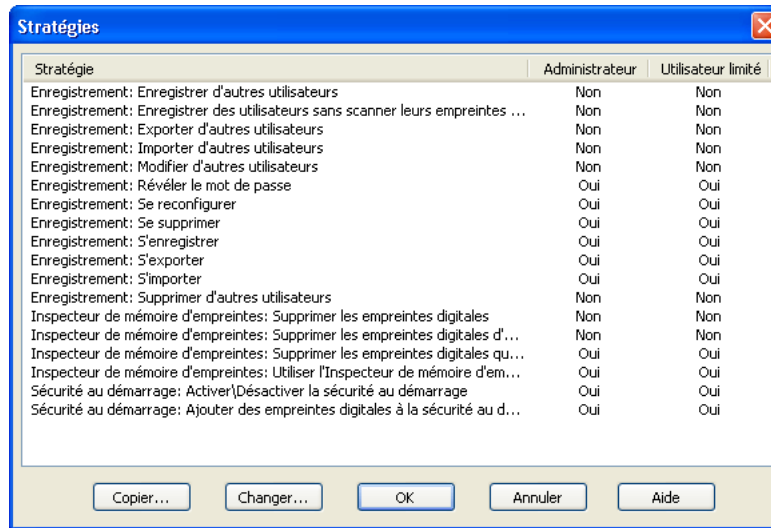 Stratégies
Stratégie Administrateur Utilisateur limité
Enregistrement: Enregistrer d'autres utilisateurs Non Non
Enregistrement: Enregistrer des utilisateurs sans scanner leurs empreintes ... Non Non
Enregistrement: Exporter d'autres utilisateurs Non Non
Enregistrement: Importer d'autres utilisateurs Non Non
Enregistrement: Modifier d'autres utilisateurs Non Non
Enregistrement: Révéler le mot de passe Oui Oui
Enregistrement: Se reconfigurer Oui Oui
Enregistrement: Se supprimer Oui Oui
Enregistrement: S'enregistrer Oui Oui
Enregistrement: S'exporter Oui Oui
Enregistrement: S'importer Oui Oui
Enregistrement: Supprimer d'autres utilisateurs Non Non
Inspecteur de mémoire d'empreintes: Supprimer les empreintes digitales Non Non
Inspecteur de mémoire d'empreintes: Supprimer les empreintes digitales d'... Non Non
Inspecteur de mémoire d'empreintes: Supprimer les empreintes digitales qu... Oui Oui
Inspecteur de mémoire d'empreintes: Utiliser l'Inspecteur de mémoire d'em... Oui Oui
Sécurité au démarrage: Activer\Désactiver la sécurité au démarrage Oui Oui
Sécurité au démarrage: Ajouter des empreintes digitales à la sécurité au d... Oui Oui
Copier... Changer... OK Annuler Aide